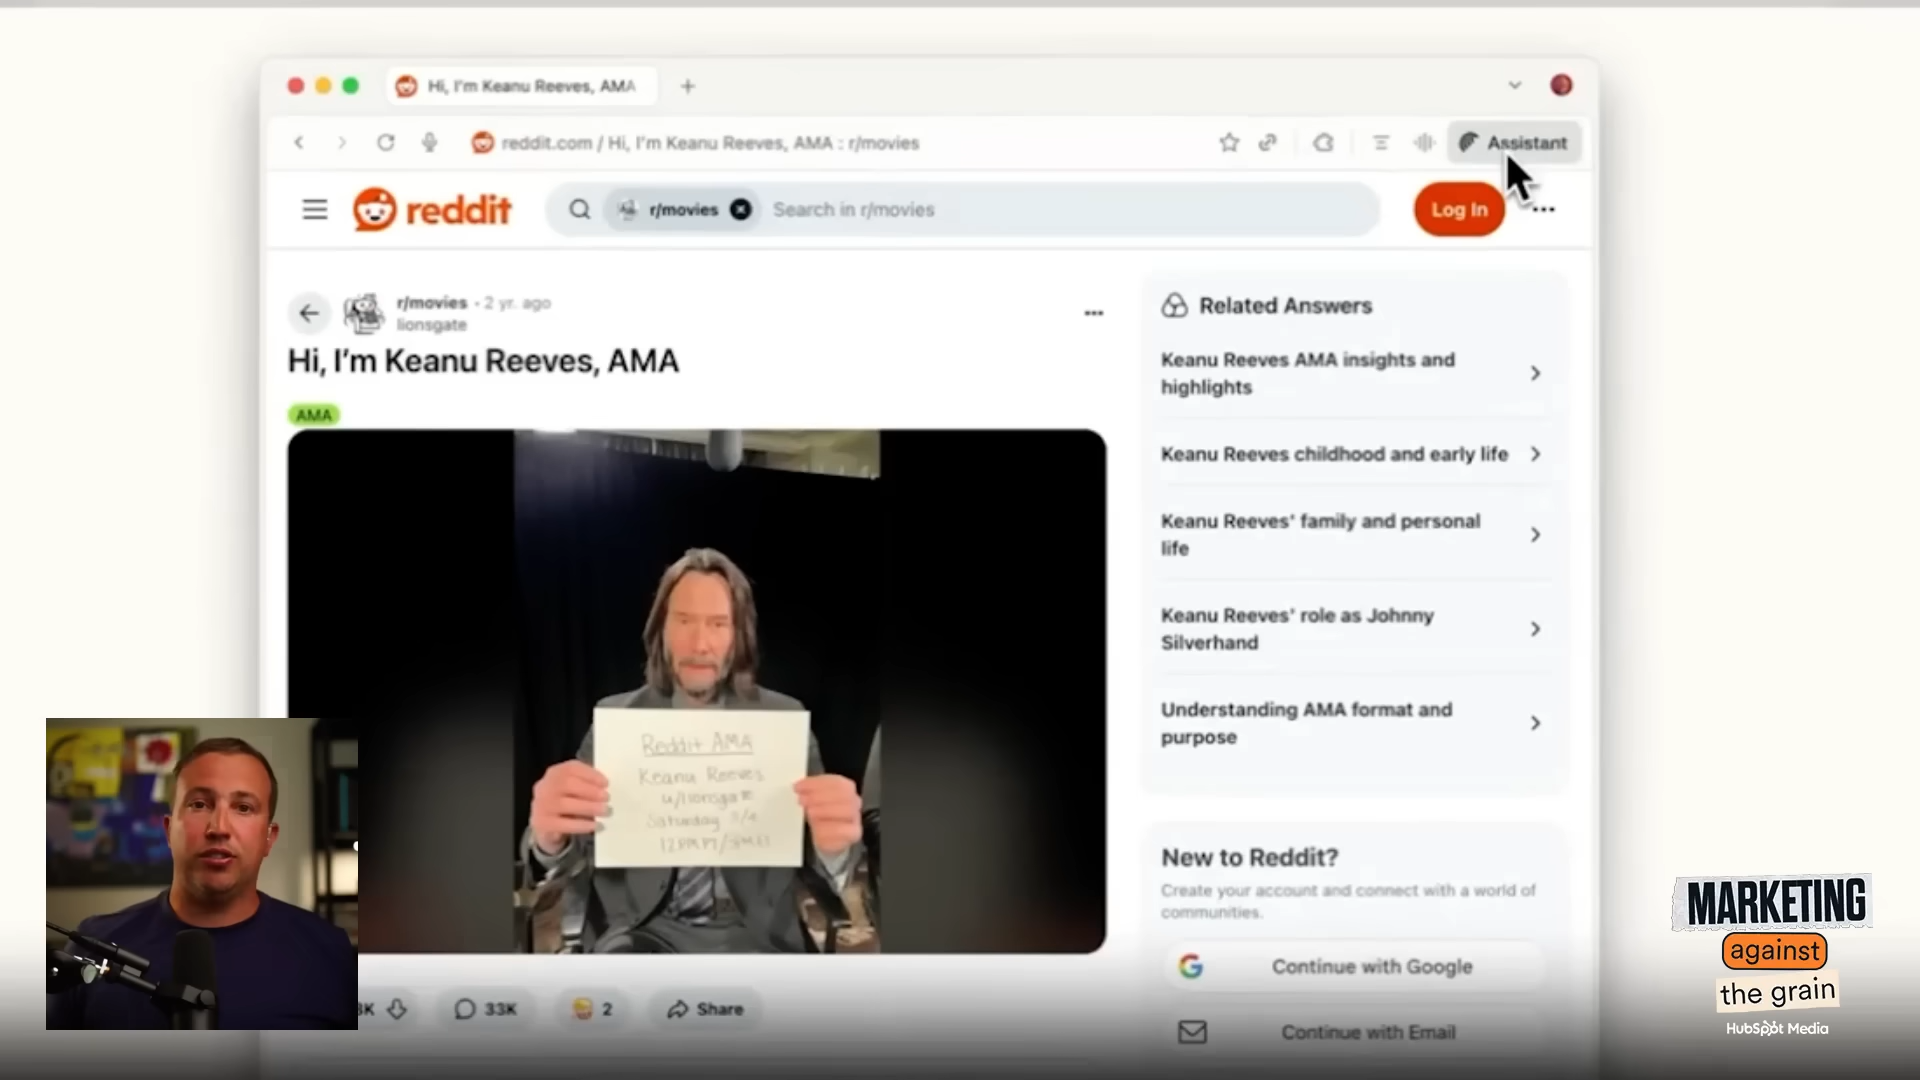 Hi, I'm Keanu Reeves, AMA
reddit.com / Hi, I'm Keanu Reeves, AMA : r/movies
Assistant
reddit
r/movies
Search in r/movies
Log In
r/movies • 2 yr. ago
lionsgate
Hi, I'm Keanu Reeves, AMA
AMA
Reddit AMA
Keanu Reeves
u/lionsgate
Saturday
12PM PT/
33K
2
Share
Related Answers
Keanu Reeves AMA insights and
highlights
Keanu Reeves childhood and early life
Keanu Reeves' family and personal
life
Keanu Reeves' role as Johnny
Silverhand
Understanding AMA format and
purpose
New to Reddit?
Create your account and connect with a world of
communities.
Continue with Google
Continue with Email
MARKETING
against
the grain
HubSpot Media